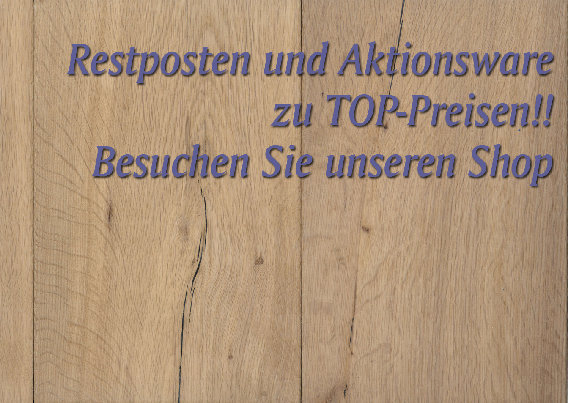 Restposten und Aktionsware
zu TOP-Preisen!!
Besuchen Sie unseren Shop